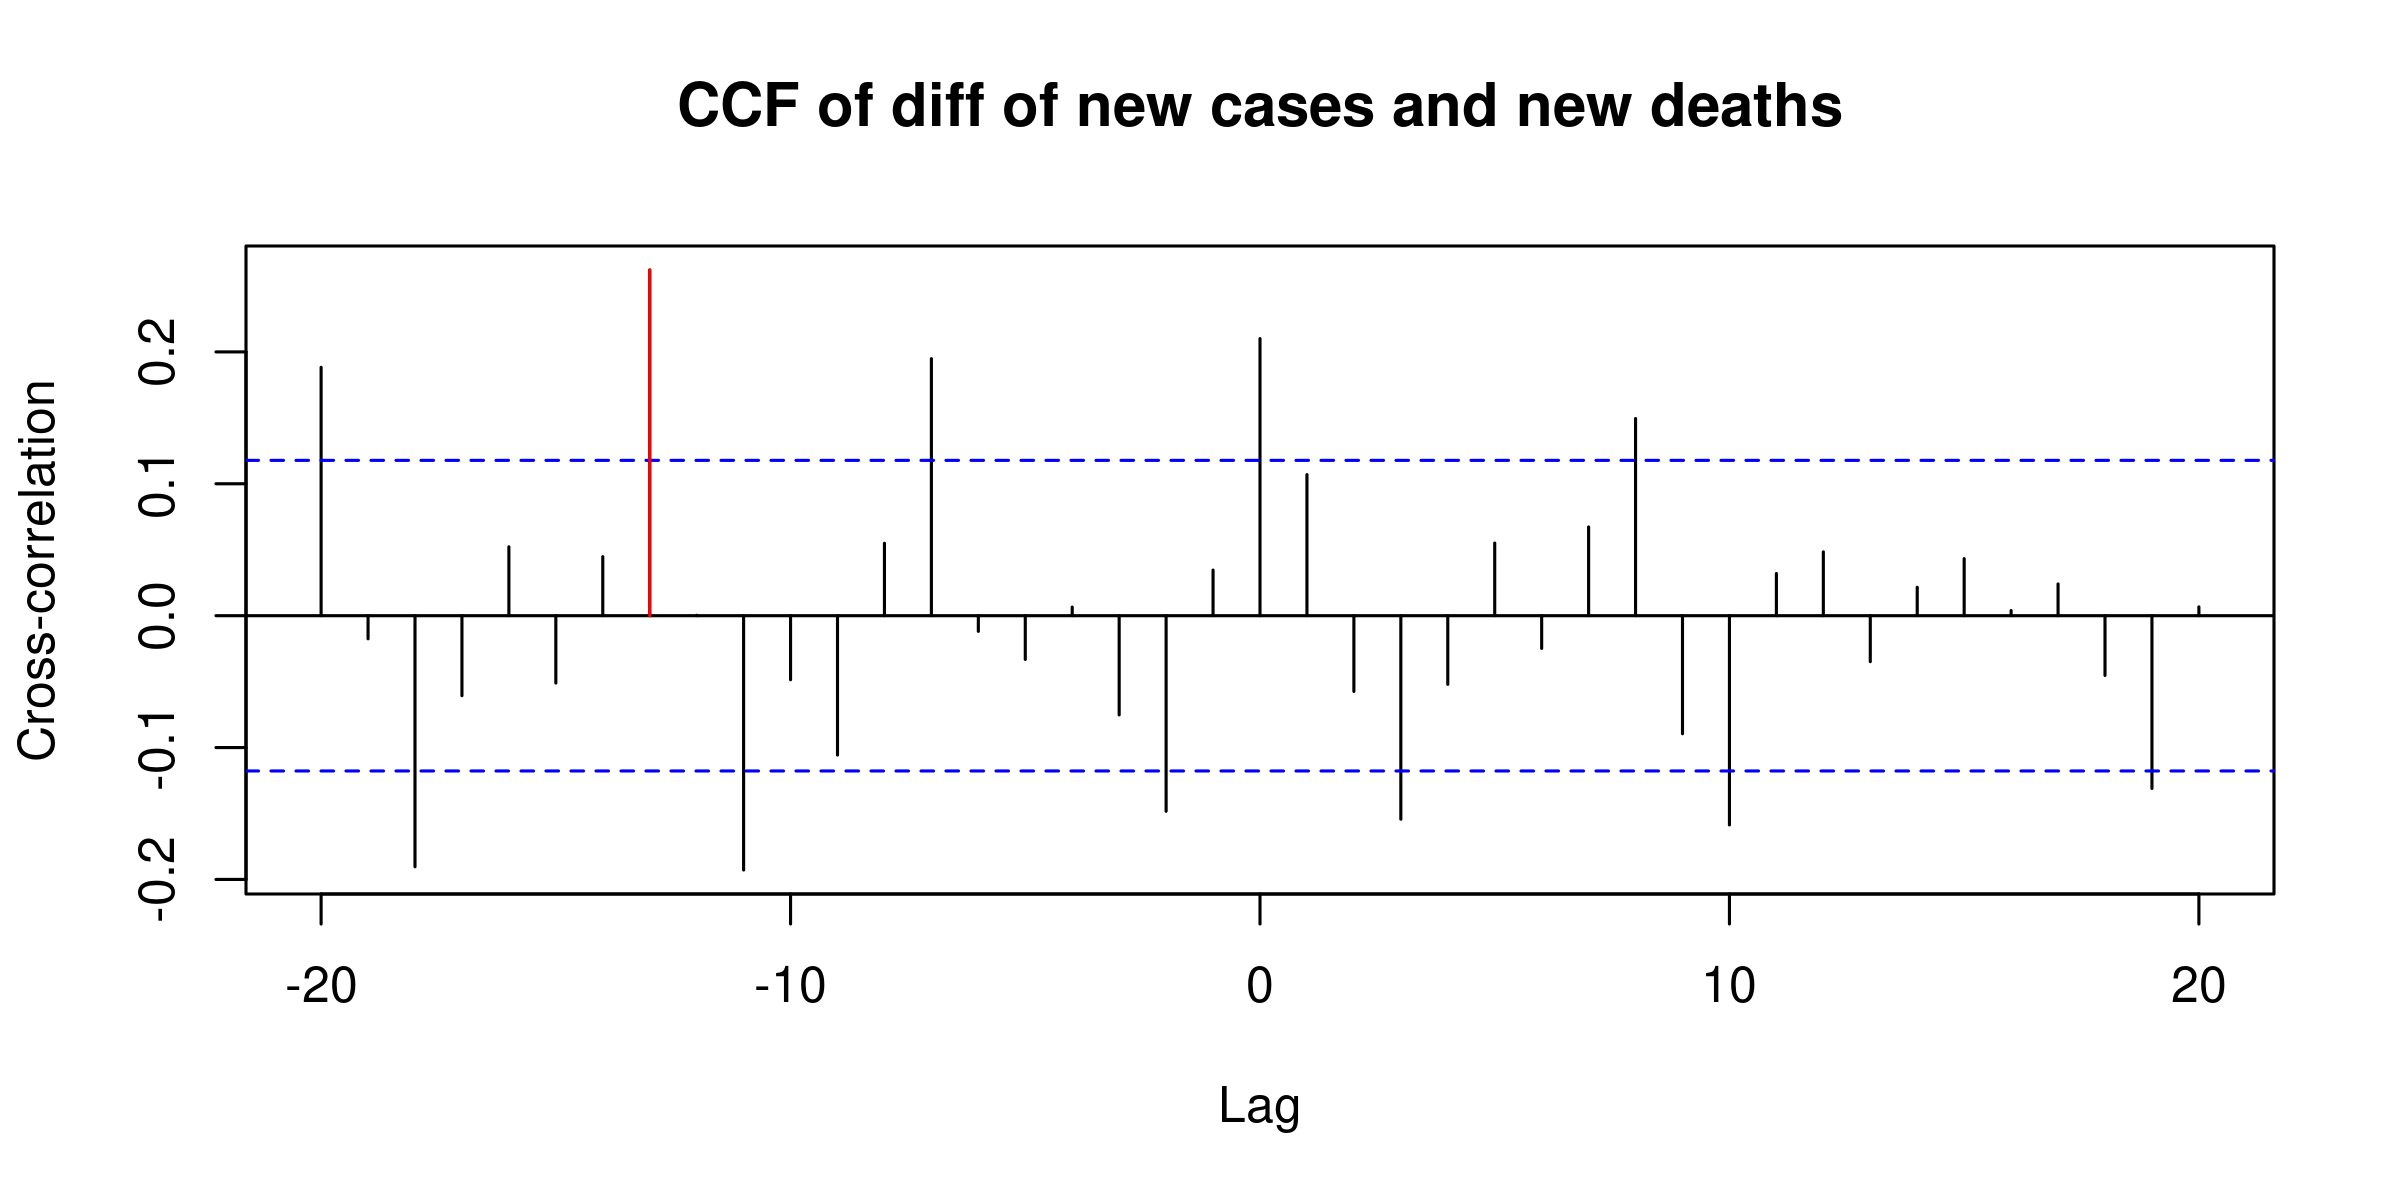 CCF of diff of new cases and new deaths
Cross-correlation
0.2
0.1
0.0
-0.1
-0.2
-20 -10 0 10 20
Lag